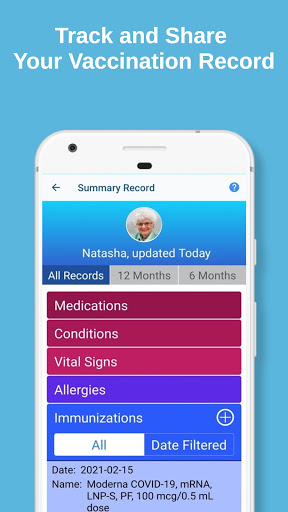 Track and Share
Your Vaccination Record
Summary Record
?
Natasha, updated Today
All Records
12 Months
6 Months
Medications
Conditions
Vital Signs
Allergies
Immunizations
All
Date Filtered
Date: 2021-02-15
Name: Moderna COVID-19, mRNA,
LNP-S, PF, 100 mcg/0.5 mL
dose